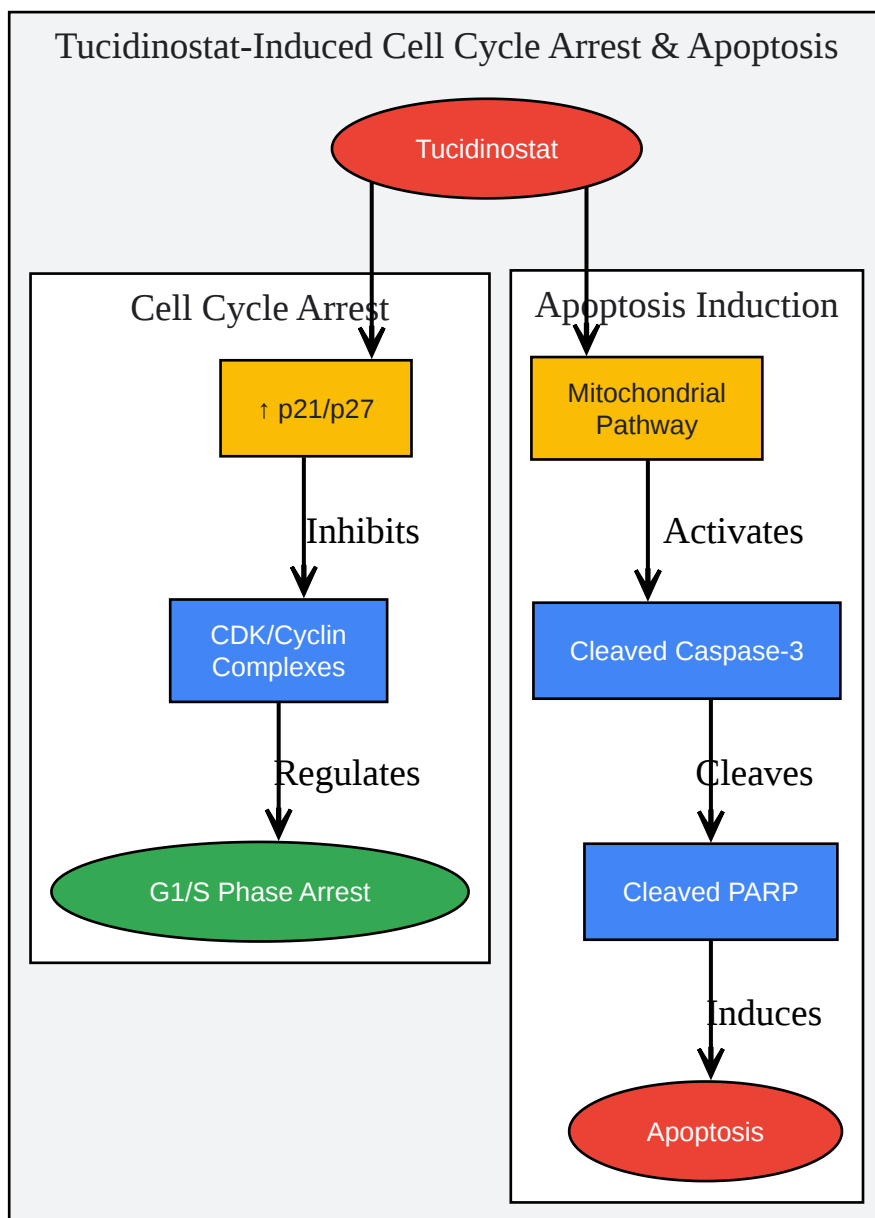 Tucidinostat-Induced Cell Cycle Arrest & Apoptosis
Tucidinostat
Cell Cycle Arrest
↑ p21/p27
Inhibits
CDK/Cyclin
Complexes
Regulates
G1/S Phase Arrest
Apoptosis Induction
Mitochondrial
Pathway
Activates
Cleaved Caspase-3
Cleaves
Cleaved PARP
Induces
Apoptosis